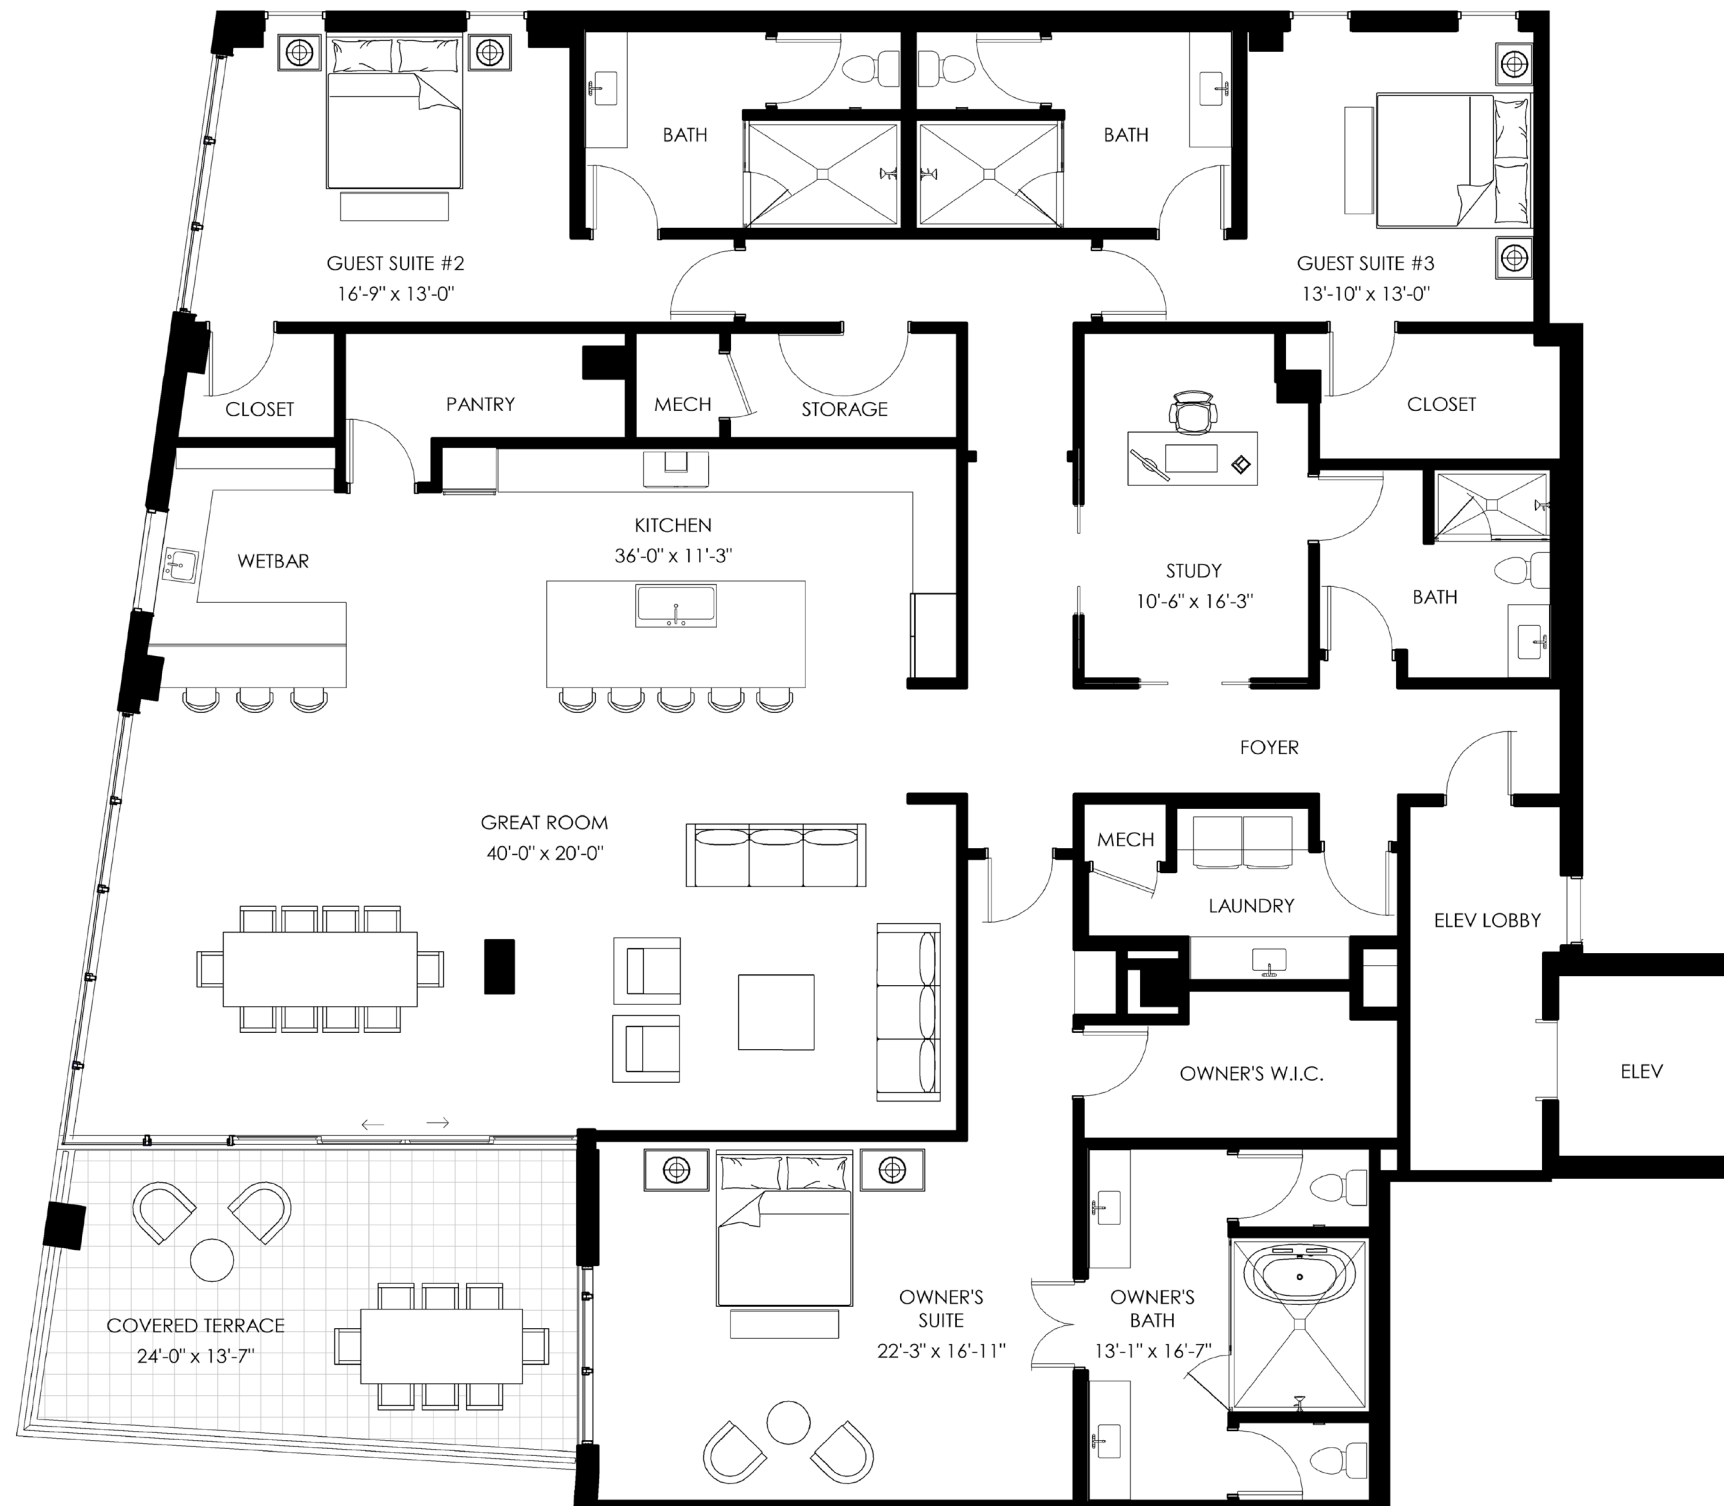 BATH
BATH
GUEST SUITE #2
16'-9" x 13'-0"
GUEST SUITE #3
13'-10" x 13'-0"
CLOSET
PANTRY
MECH
STORAGE
CLOSET
KITCHEN
36'-0" x 11'-3"
WETBAR
STUDY
10'-6" x 16'-3"
BATH
FOYER
GREAT ROOM
40'-0" x 20'-0"
MECH
LAUNDRY
ELEV LOBBY
OWNER'S W.I.C.
ELEV
COVERED TERRACE
24'-0" x 13'-7"
OWNER'S
SUITE
22'-3" x 16'-11"
OWNER'S
BATH
13'-1" x 16'-7"